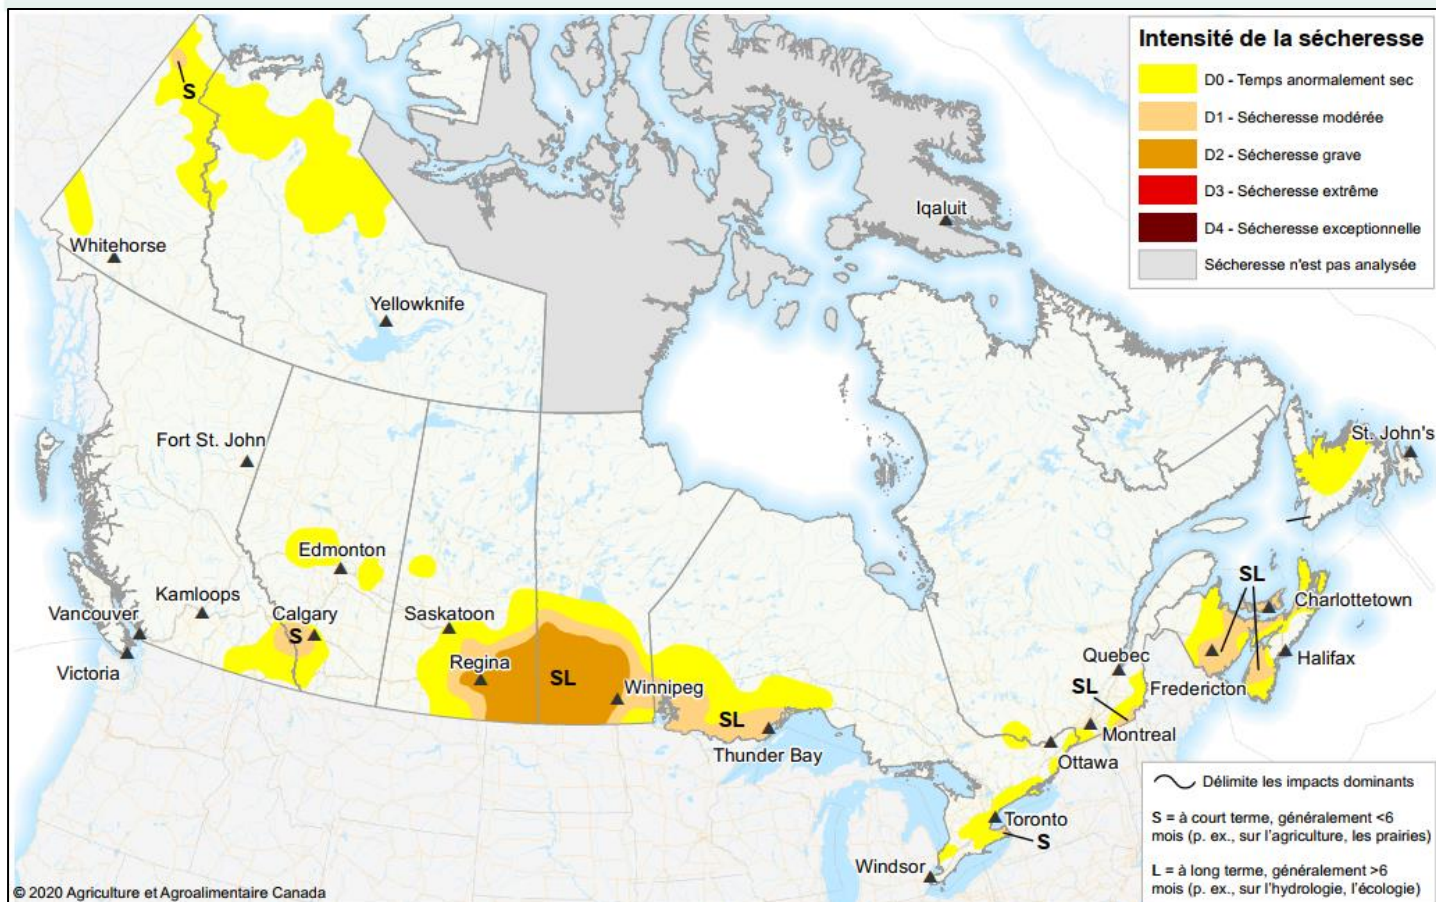 Intensité de la sécheresse
D0 - Temps anormalement sec
D1 - Sécheresse modérée
D2 - Sécheresse grave
D3 - Sécheresse extrême
D4 - Sécheresse exceptionnelle
Sécheresse n'est pas analysée
S
Iqaluit
Whitehorse
Yellowknife
Fort St. John
St. John's
Edmonton
SL
Kamloops
Charlottetown
Vancouver
Calgary
Saskatoon
S
Victoria
Regina
SL
Winnipeg
Quebec
Halifax
SL
Fredericton
SL
Thunder Bay
Montreal
Ottawa
Toronto
S
Windsor
Délimite les impacts dominants
S = à court terme, généralement <6
mois (p. ex., sur l'agriculture, les prairies)
L = à long terme, généralement >6
mois (p. ex., sur l'hydrologie, l'écologie)
© 2020 Agriculture et Agroalimentaire Canada